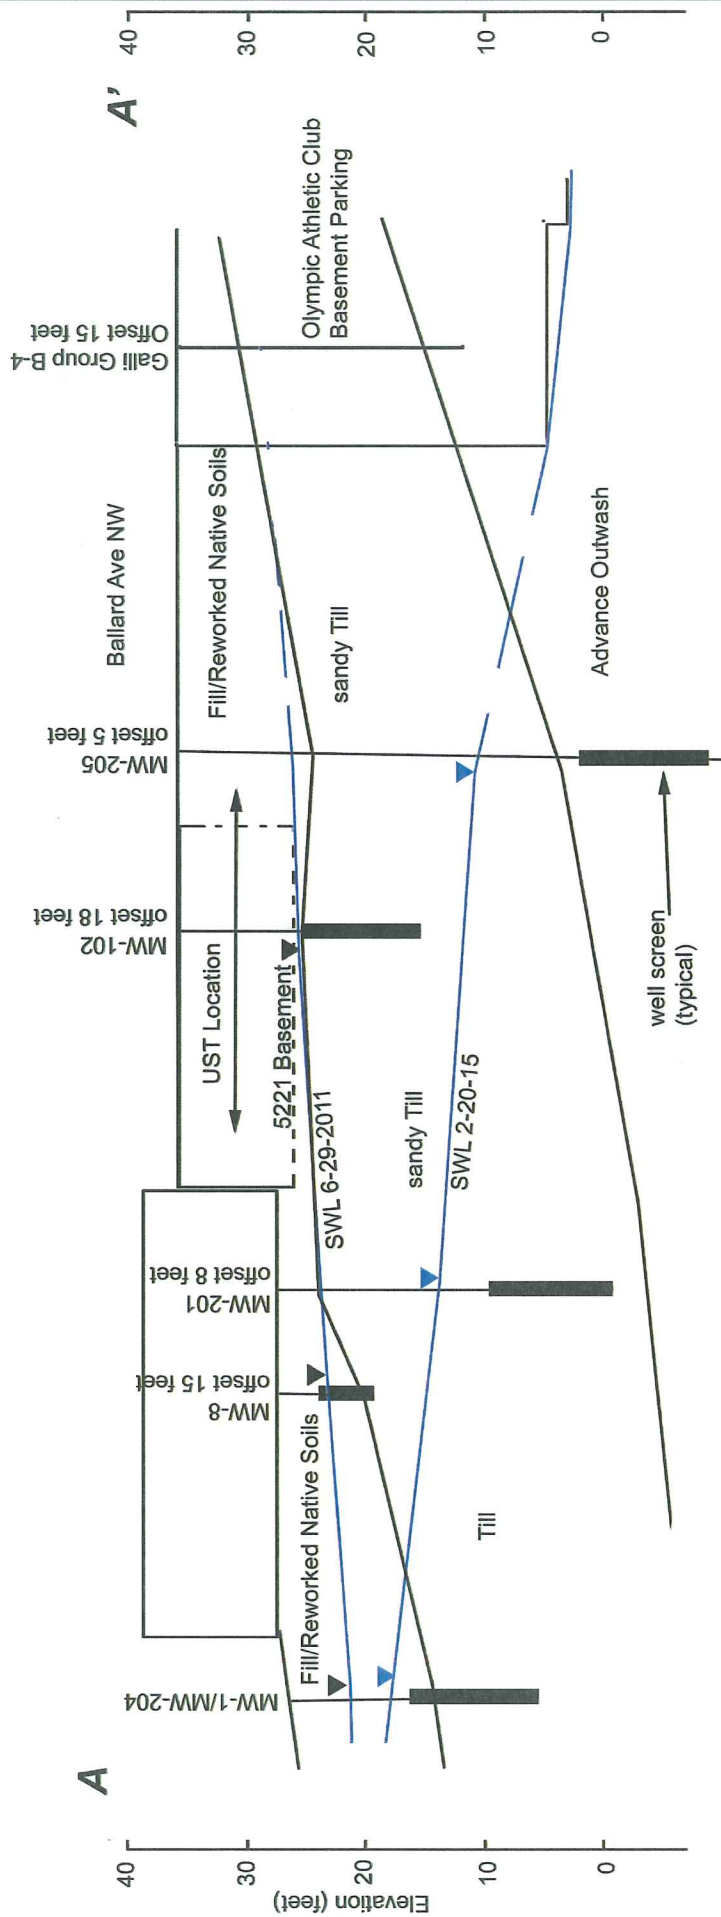 A
A'
Elevation (feet)
40
30
20
10
0
40
30
20
10
0
MW-1/MW-204
MW-8
offset 15 feet
MW-201
offset 8 feet
MW-102
offset 18 feet
MW-205
offset 5 feet
Galli Group B-4
Offset 15 feet
Ballard Ave NW
UST Location
5221 Basement
Fill/Reworked Native Soils
Fill/Reworked Native Soils
SWL 6-29-2011
SWL 2-20-15
sandy Till
sandy Till
Till
Olympic Athletic Club
Basement Parking
Advance Outwash
well screen
(typical)